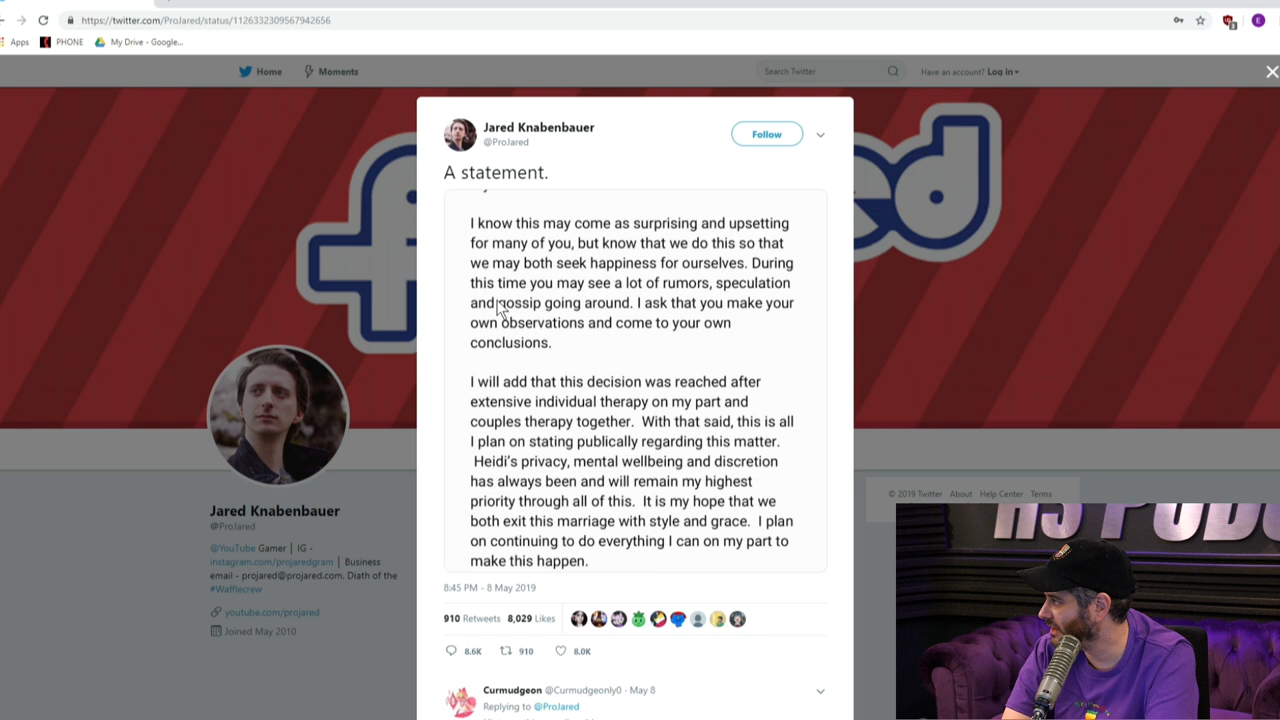 https://twitter.com/ProJared/status/1126332309567942656
Apps PHONE My Drive - Google...
Home Moments
Search Twitter
Have an account? Log in
Jared Knabenbauer
@ProJared
Follow
A statement.
I know this may come as surprising and upsetting
for many of you, but know that we do this so that
we may both seek happiness for ourselves. During
this time you may see a lot of rumors, speculation
and gossip going around. I ask that you make your
own observations and come to your own
conclusions.
I will add that this decision was reached after
extensive individual therapy on my part and
couples therapy together. With that said, this is all
I plan on stating publically regarding this matter.
Heidi's privacy, mental wellbeing and discretion
has always been and will remain my highest
priority through all of this. It is my hope that we
both exit this marriage with style and grace. I plan
on continuing to do everything I can on my part to
make this happen.
8:45 PM - 8 May 2019
910 Retweets 8,029 Likes
8.6K 910 8.0K
Curmudgeon @Curmudgeonly0 · May 8
Replying to @ProJared
Jared Knabenbauer
@ProJared
@YouTube Gamer | IG -
instagram.com/projaredgram | Business
email - projared@projared.com. Diath of the
#Wafflecrew
youtube.com/projared
Joined May 2010
© 2019 Twitter About Help Center Terms
H3 PODC